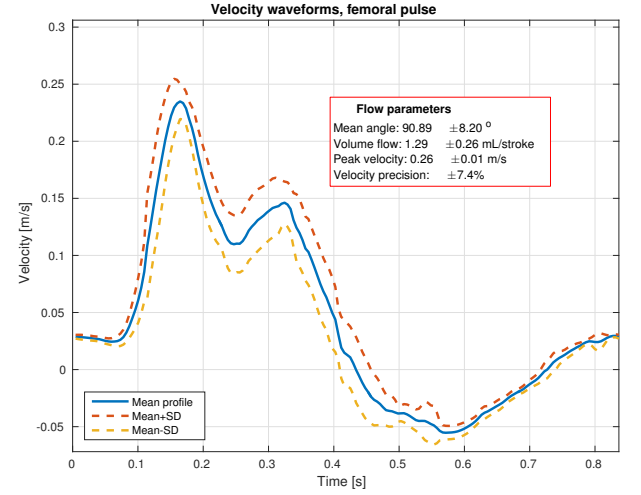 Velocity waveforms, femoral pulse
0.3
0.25
0.2
0.15
0.1
0.05
0
-0.05
Velocity [m/s]
Flow parameters
Mean angle: 90.89 ±8.20 o
Volume flow: 1.29 ±0.26 mL/stroke
Peak velocity: 0.26 ±0.01 m/s
Velocity precision: ±7.4%
Mean profile
Mean+SD
Mean-SD
0 0.1 0.2 0.3 0.4 0.5 0.6 0.7 0.8
Time [s]